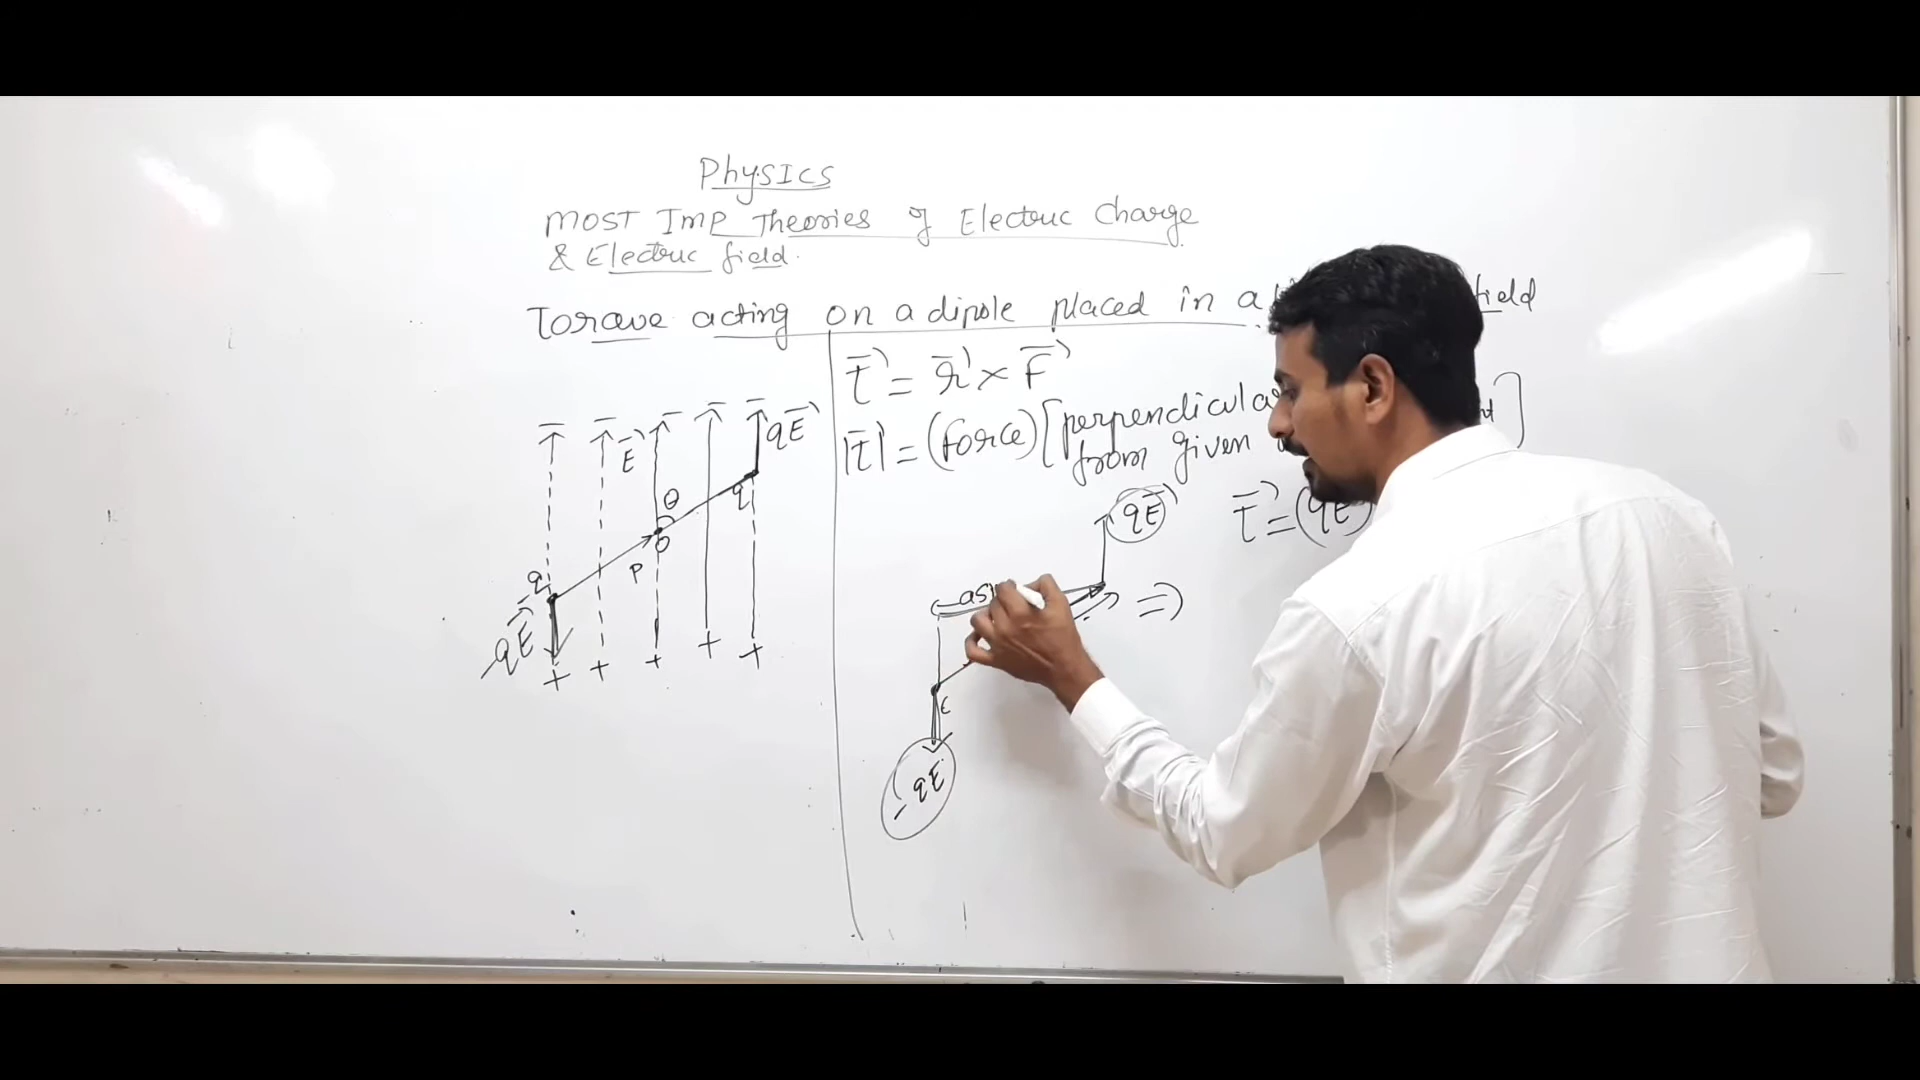 Physics
MOST Imp Theories of Electric Charge
& Electric field.
Torque acting on a dipole placed in a field
τ⃗ = r⃗ × F⃗
|τ⃗| = (force) [perpendicular
from given
]
qE⃗
τ⃗ = (qE)
E⃗
qE⃗
θ
q
O
P
-q
-qE⃗
⇒
-qE